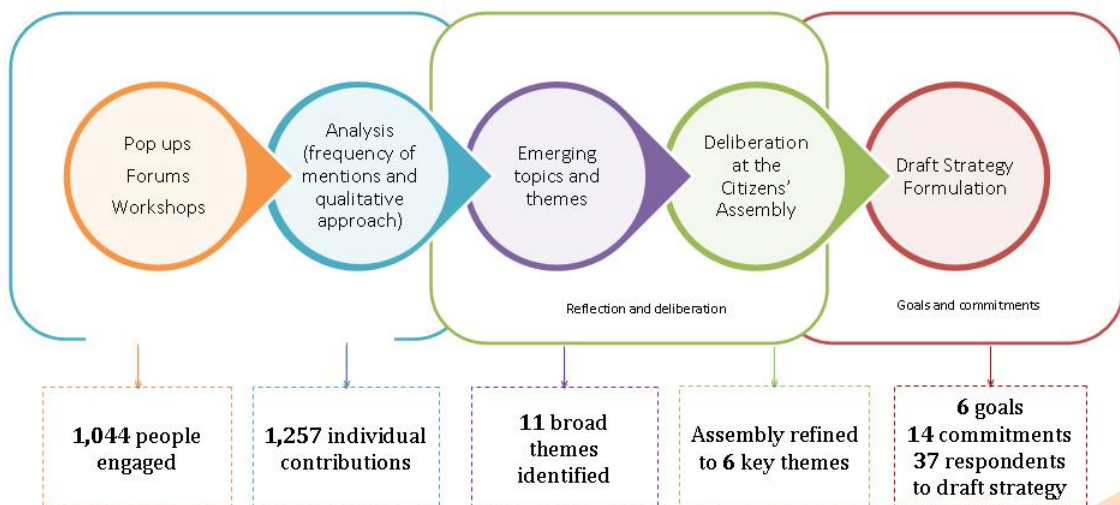 Pop ups
Forums
Workshops
Analysis
(frequency of
mentions and
qualitative
approach)
Emerging
topics and
themes
Deliberation
at the
Citizens’
Assembly
Draft Strategy
Formulation
Reflection and deliberation
Goals and commitments
1,044 people
engaged
1,257 individual
contributions
11 broad
themes
identified
Assembly refined
to 6 key themes
6 goals
14 commitments
37 respondents
to draft strategy